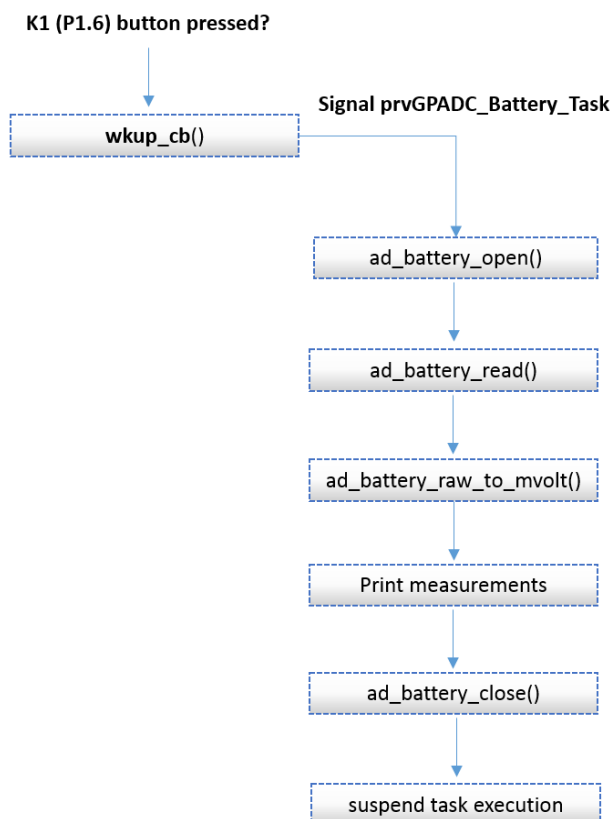 K1 (P1.6) button pressed?
Signal prvGPADC_Battery_Task
wkup_cb()
ad_battery_open()
ad_battery_read()
ad_battery_raw_to_mvolt()
Print measurements
ad_battery_close()
suspend task execution